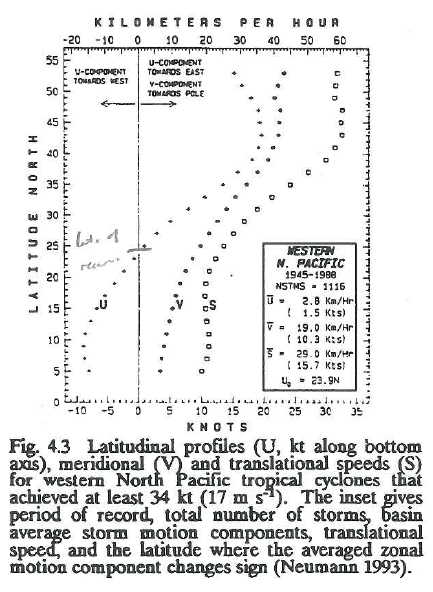 KILOMETERS PER HOUR
-20 -10 0 10 20 30 40 50 60
U-COMPONENT
TOWARDS WEST
U-COMPONENT
TOWARDS EAST
V-COMPONENT
TOWARDS POLE
LATITUDE NORTH
55
50
45
40
35
30
25
20
15
10
5
0
Lat. of
U
V
S
WESTERN
N. PACIFIC
1945-1988
NSTMS = 1116
U̅ = 2.8 Km/Hr
( 1.5 Kts)
V̅ = 19.0 Km/Hr
( 10.3 Kts)
S̅ = 29.0 Km/Hr
( 15.7 Kts)
U₀ = 23.9N
-10 -5 0 5 10 15 20 25 30 35
KNOTS
Fig. 4.3 Latitudinal profiles (U, kt along bottom
axis), meridional (V) and translational speeds (S)
for western North Pacific tropical cyclones that
achieved at least 34 kt (17 m s⁻¹). The inset gives
period of record, total number of storms, basin
average storm motion components, translational
speed, and the latitude where the averaged zonal
motion component changes sign (Neumann 1993).